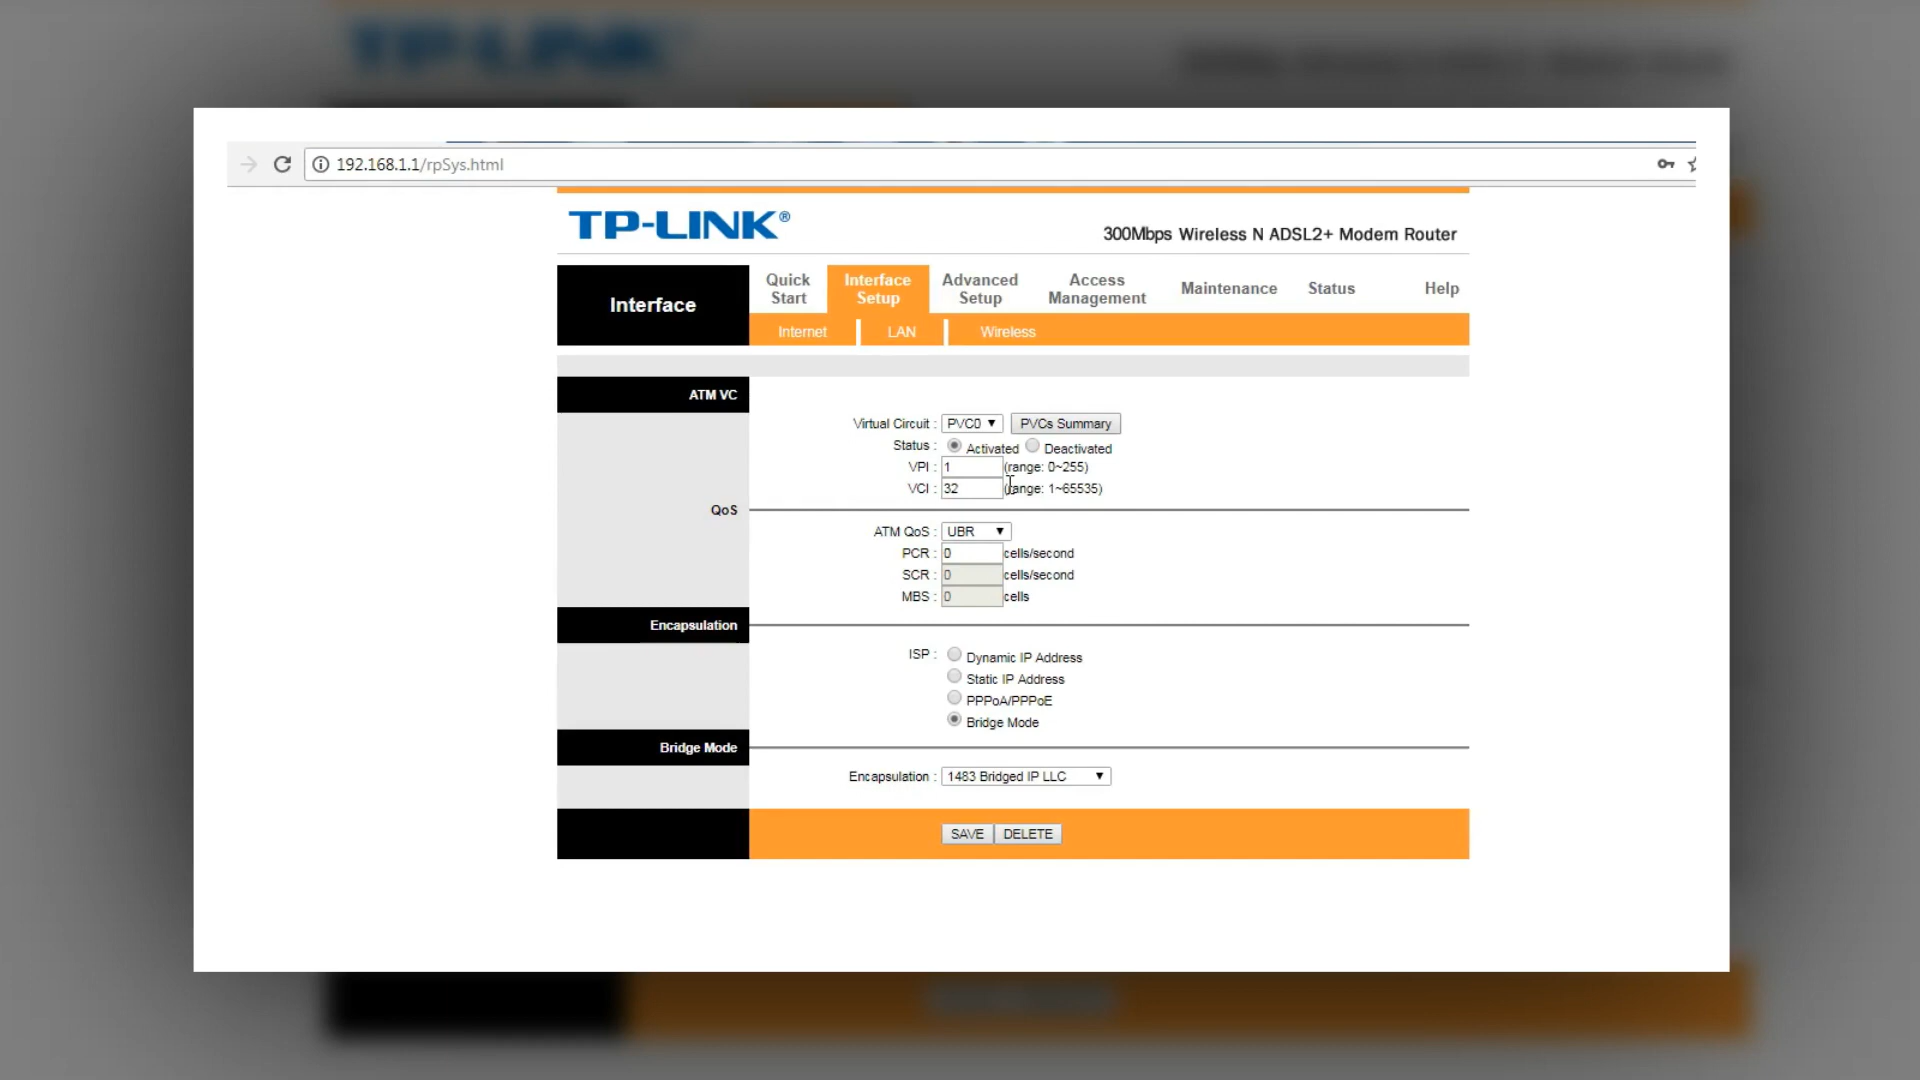 TP-LINK
192.168.1.1/rpSys.html
TP-LINK®
300Mbps Wireless N ADSL2+ Modem Router
Interface
Quick Start
Interface Setup
Advanced Setup
Access Management
Maintenance
Status
Help
Internet
LAN
Wireless
ATM VC
Virtual Circuit : PVC0 PVCs Summary
Status : Activated Deactivated
VPI : 1 (range: 0~255)
VCI : 32 (range: 1~65535)
QoS
ATM QoS : UBR
PCR : 0 cells/second
SCR : 0 cells/second
MBS : 0 cells
Encapsulation
ISP : Dynamic IP Address
Static IP Address
PPPoA/PPPoE
Bridge Mode
Bridge Mode
Encapsulation : 1483 Bridged IP LLC
SAVE DELETE